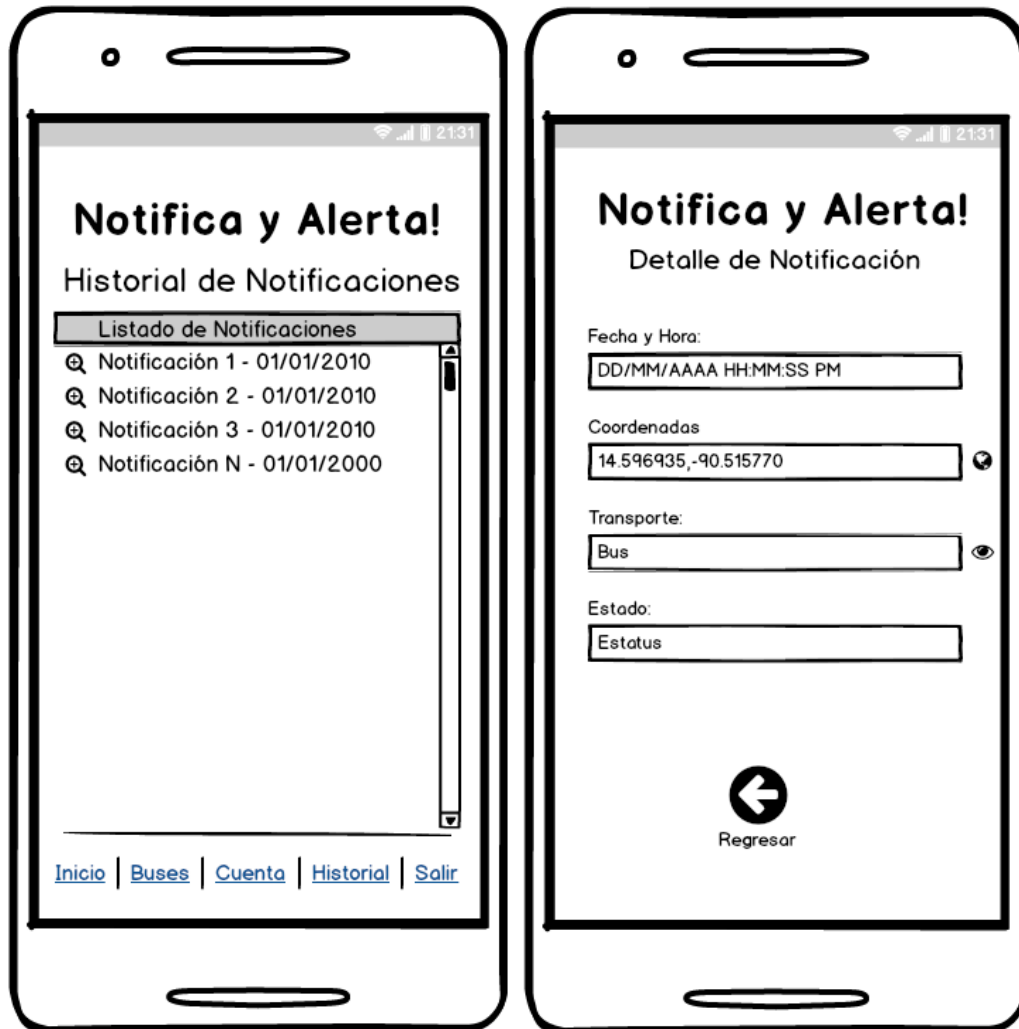 21:31
Notifica y Alerta!
Historial de Notificaciones
Listado de Notificaciones
Notificación 1 - 01/01/2010
Notificación 2 - 01/01/2010
Notificación 3 - 01/01/2010
Notificación N - 01/01/2000
Inicio | Buses | Cuenta | Historial | Salir
21:31
Notifica y Alerta!
Detalle de Notificación
Fecha y Hora:
DD/MM/AAAA HH:MM:SS PM
Coordenadas
14.596935,-90.515770
Transporte:
Bus
Estado:
Estatus
Regresar